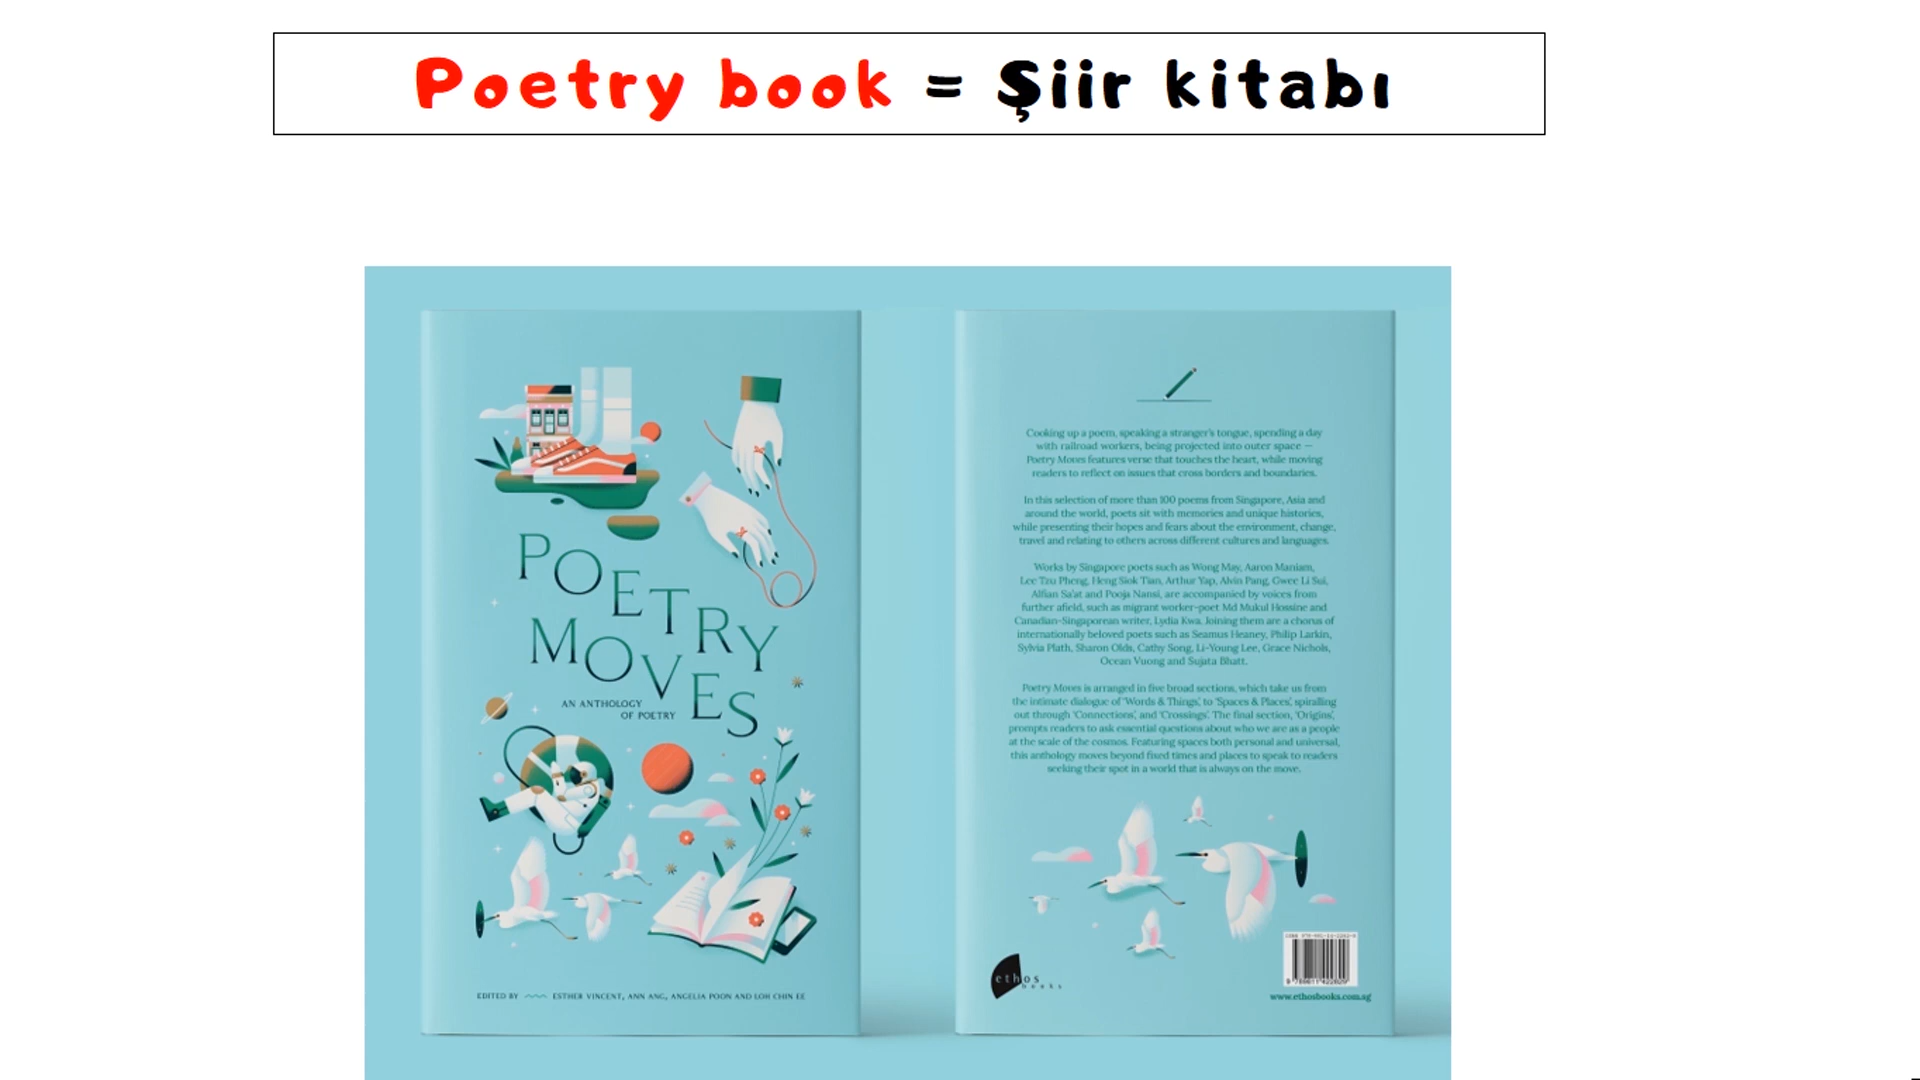 Poetry book = Şiir kitabı
POETRY
MOVES
AN ANTHOLOGY
OF POETRY
EDITED BY ESTHER VINCENT, ANN ANG, ANGELIA POON AND LOH CHIN EE
Cooking up a poem, speaking a stranger's tongue, spending a day
with railroad workers, being projected into outer space —
Poetry Moves features verse that touches the heart, while moving
readers to reflect on issues that cross borders and boundaries.
In this selection of more than 100 poems from Singapore, Asia and
around the world, poets sit with memories and unique histories,
while presenting their hopes and fears about the environment, change,
travel and relating to others across different cultures and languages.
Works by Singapore poets such as Wong May, Aaron Maniam,
Lee Tzu Pheng, Heng Siok Tian, Arthur Yap, Alvin Pang, Gwee Li Sui,
Alfian Sa'at and Pooja Nansi, are accompanied by voices from
further afield, such as migrant worker-poet Md Mukul Hossine and
Canadian-Singaporean writer, Lydia Kwa. Joining them are a chorus of
internationally beloved poets such as Seamus Heaney, Philip Larkin,
Sylvia Plath, Sharon Olds, Cathy Song, Li-Young Lee, Grace Nichols,
Ocean Vuong and Sujata Bhatt.
Poetry Moves is arranged in five broad sections, which take us from
the intimate dialogue of 'Words & Things', to 'Spaces & Places', spiralling
out through 'Connections', and 'Crossings'. The final section, 'Origins',
prompts readers to ask essential questions about who we are as a people
at the scale of the cosmos. Featuring spaces both personal and universal,
this anthology moves beyond fixed times and places to speak to readers
seeking their spot in a world that is always on the move.
ethos
books
www.ethosbooks.com.sg